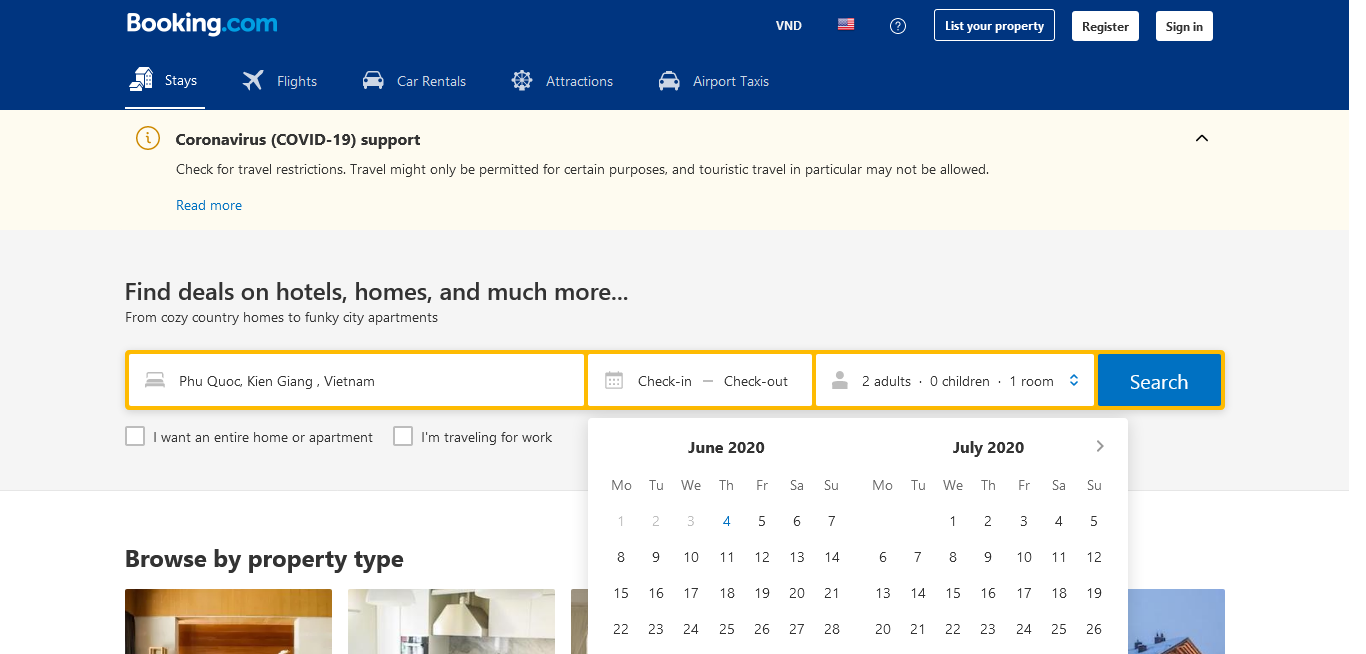 Booking.com
VND
List your property
Register
Sign in
Stays
Flights
Car Rentals
Attractions
Airport Taxis
Coronavirus (COVID-19) support
Check for travel restrictions. Travel might only be permitted for certain purposes, and touristic travel in particular may not be allowed.
Read more
Find deals on hotels, homes, and much more...
From cozy country homes to funky city apartments
Phu Quoc, Kien Giang , Vietnam
Check-in — Check-out
2 adults · 0 children · 1 room
Search
I want an entire home or apartment
I'm traveling for work
June 2020
Mo Tu We Th Fr Sa Su
1 2 3 4 5 6 7
8 9 10 11 12 13 14
15 16 17 18 19 20 21
22 23 24 25 26 27 28
July 2020
Mo Tu We Th Fr Sa Su
1 2 3 4 5
6 7 8 9 10 11 12
13 14 15 16 17 18 19
20 21 22 23 24 25 26
Browse by property type